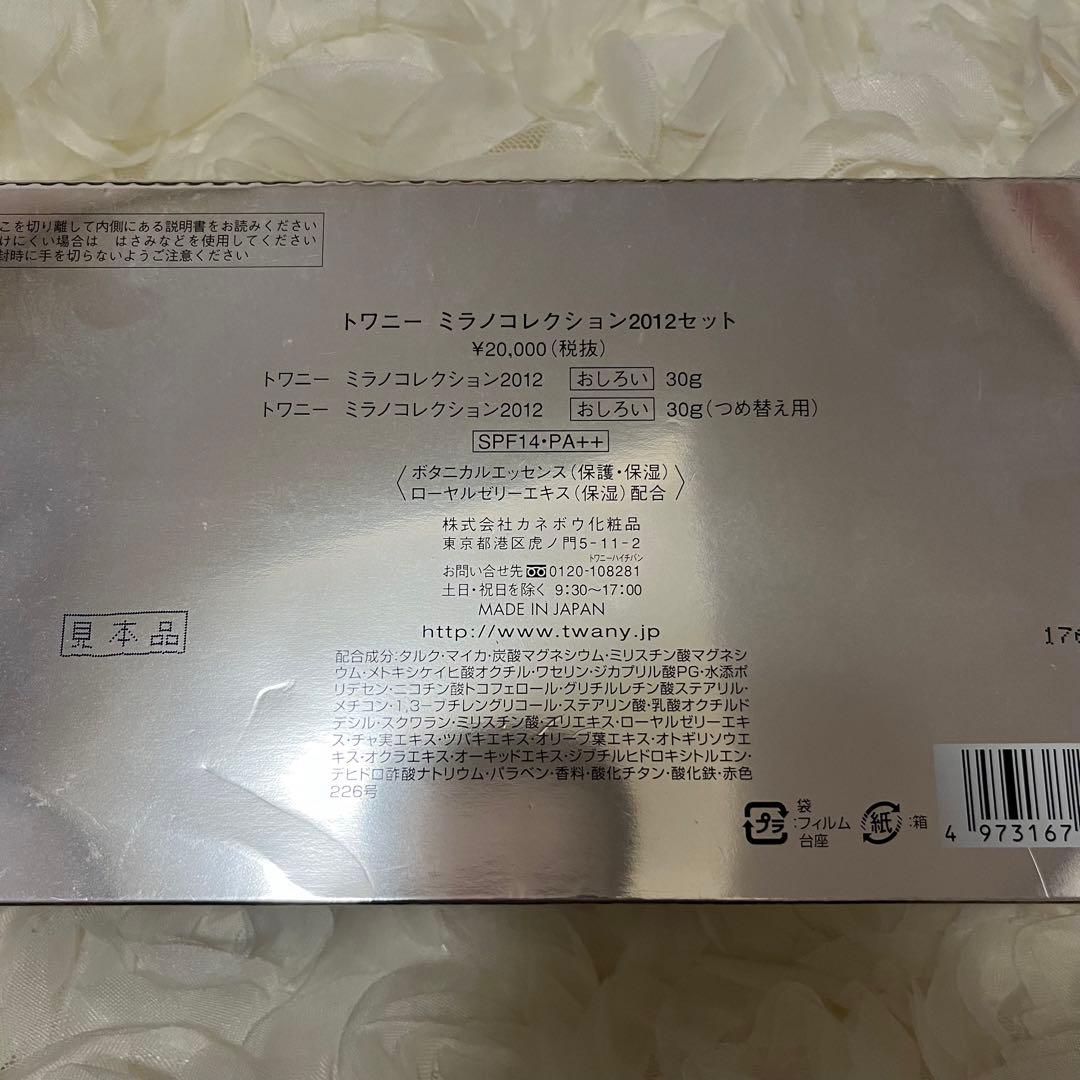 こを切り離して内側にある説明書をお読みください
けにくい場合は はさみなどを使用してください
封時に手を切らないようご注意ください
トワニー ミラノコレクション2012セット
¥20,000(税抜)
トワニー ミラノコレクション2012 おしろい 30g
トワニー ミラノコレクション2012 おしろい 30g(つめ替え用)
SPF14・PA++
ボタニカルエッセンス(保護・保湿)
ローヤルゼリーエキス(保湿)配合
株式会社カネボウ化粧品
東京都港区虎ノ門5-11-2
トワニーハイチバン
お問い合せ先 0120-108281
土日・祝日を除く 9:30〜17:00
MADE IN JAPAN
http://www.twany.jp
見本品
配合成分:タルク・マイカ・炭酸マグネシウム・ミリスチン酸マグネシ
ウム・メトキシケイヒ酸オクチル・ワセリン・ジカプリル酸PG・水添ポ
リデセン・ニコチン酸トコフェロール・グリチルレチン酸ステアリル・
メチコン・1,3-ブチレングリコール・ステアリン酸・乳酸オクチルド
デシル・スクワラン・ミリスチン酸・ユリエキス・ローヤルゼリーエキ
ス・チャ実エキス・ツバキエキス・オリーブ葉エキス・オトギリソウエ
キス・オクラエキス・オーキッドエキス・ジブチルヒドロキシトルエン・
デヒドロ酢酸ナトリウム・パラベン・香料・酸化チタン・酸化鉄・赤色
226号
プラ
袋
:フィルム
台座
紙 :箱
176
4 973167